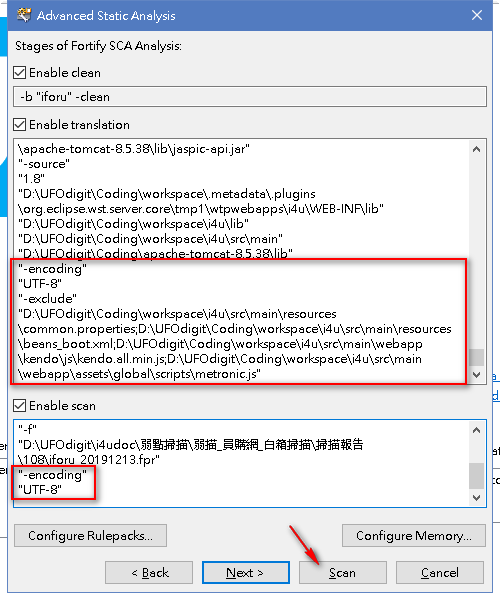 Advanced Static Analysis
Stages of Fortify SCA Analysis:
Enable clean
-b "iforu" -clean
Enable translation
\apache-tomcat-8.5.38\lib\jaspic-api.jar"
"-source"
"1.8"
"D:\UFOdigit\Coding\workspace\.metadata\.plugins
\org.eclipse.wst.server.core\tmp1\wtpwebapps\i4u\WEB-INF\lib"
"D:\UFOdigit\Coding\workspace\i4u\lib"
"D:\UFOdigit\Coding\workspace\i4u\src\main"
"D:\UFOdigit\Coding\apache-tomcat-8.5.38\lib"
"-encoding"
"UTF-8"
"-exclude"
"D:\UFOdigit\Coding\workspace\i4u\src\main\resources
\common.properties;D:\UFOdigit\Coding\workspace\i4u\src\main\resources
\beans_boot.xml;D:\UFOdigit\Coding\workspace\i4u\src\main\webapp
\kendo\js\kendo.all.min.js;D:\UFOdigit\Coding\workspace\i4u\src\main
\webapp\assets\global\scripts\metronic.js"
Enable scan
"-f"
"D:\UFOdigit\i4udoc\弱點掃描\弱掃_員購網_白箱掃描\掃描報告
\108\iforu_20191213.fpr"
"-encoding"
"UTF-8"
Configure Rulepacks...
Configure Memory...
< Back
Next >
Scan
Cancel